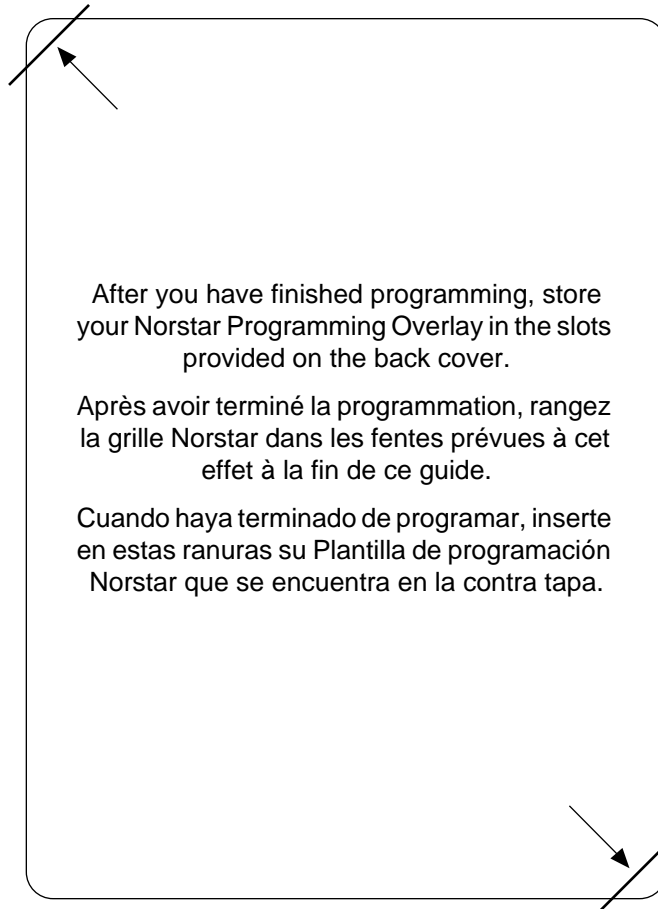 After you have finished programming, store
your Norstar Programming Overlay in the slots
provided on the back cover.
Après avoir terminé la programmation, rangez
la grille Norstar dans les fentes prévues à cet
effet à la fin de ce guide.
Cuando haya terminado de programar, inserte
en estas ranuras su Plantilla de programación
Norstar que se encuentra en la contra tapa.